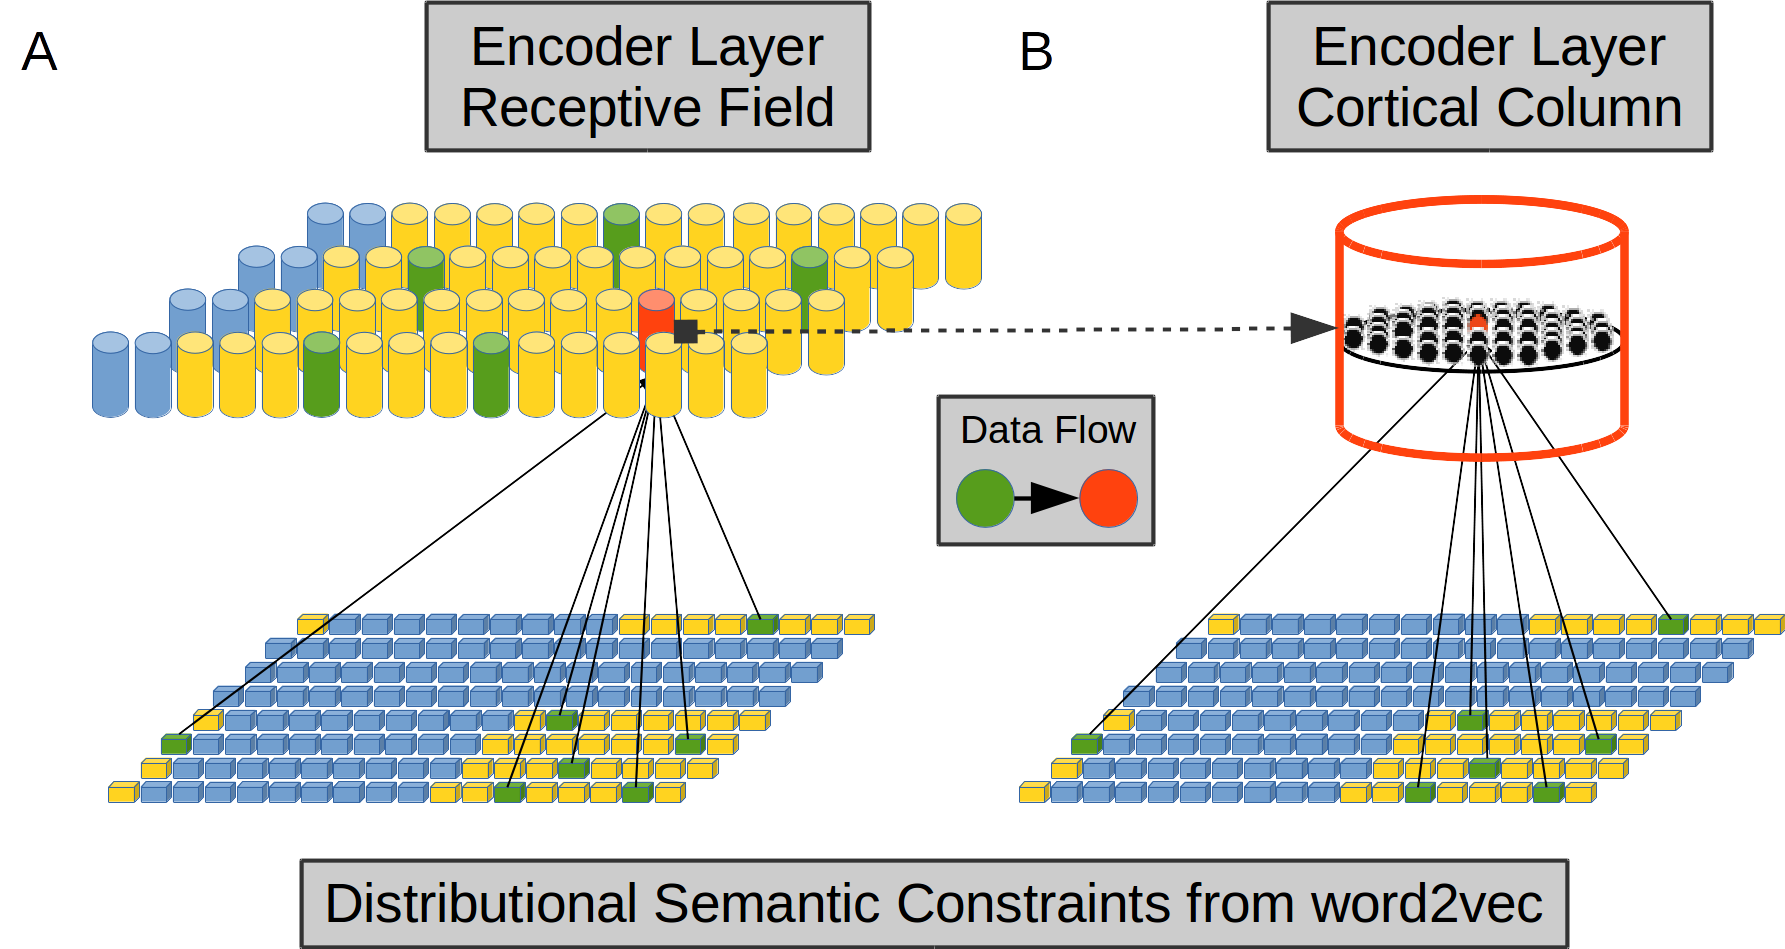 A
Encoder Layer
Receptive Field
B
Encoder Layer
Cortical Column
Data Flow
Distributional Semantic Constraints from word2vec